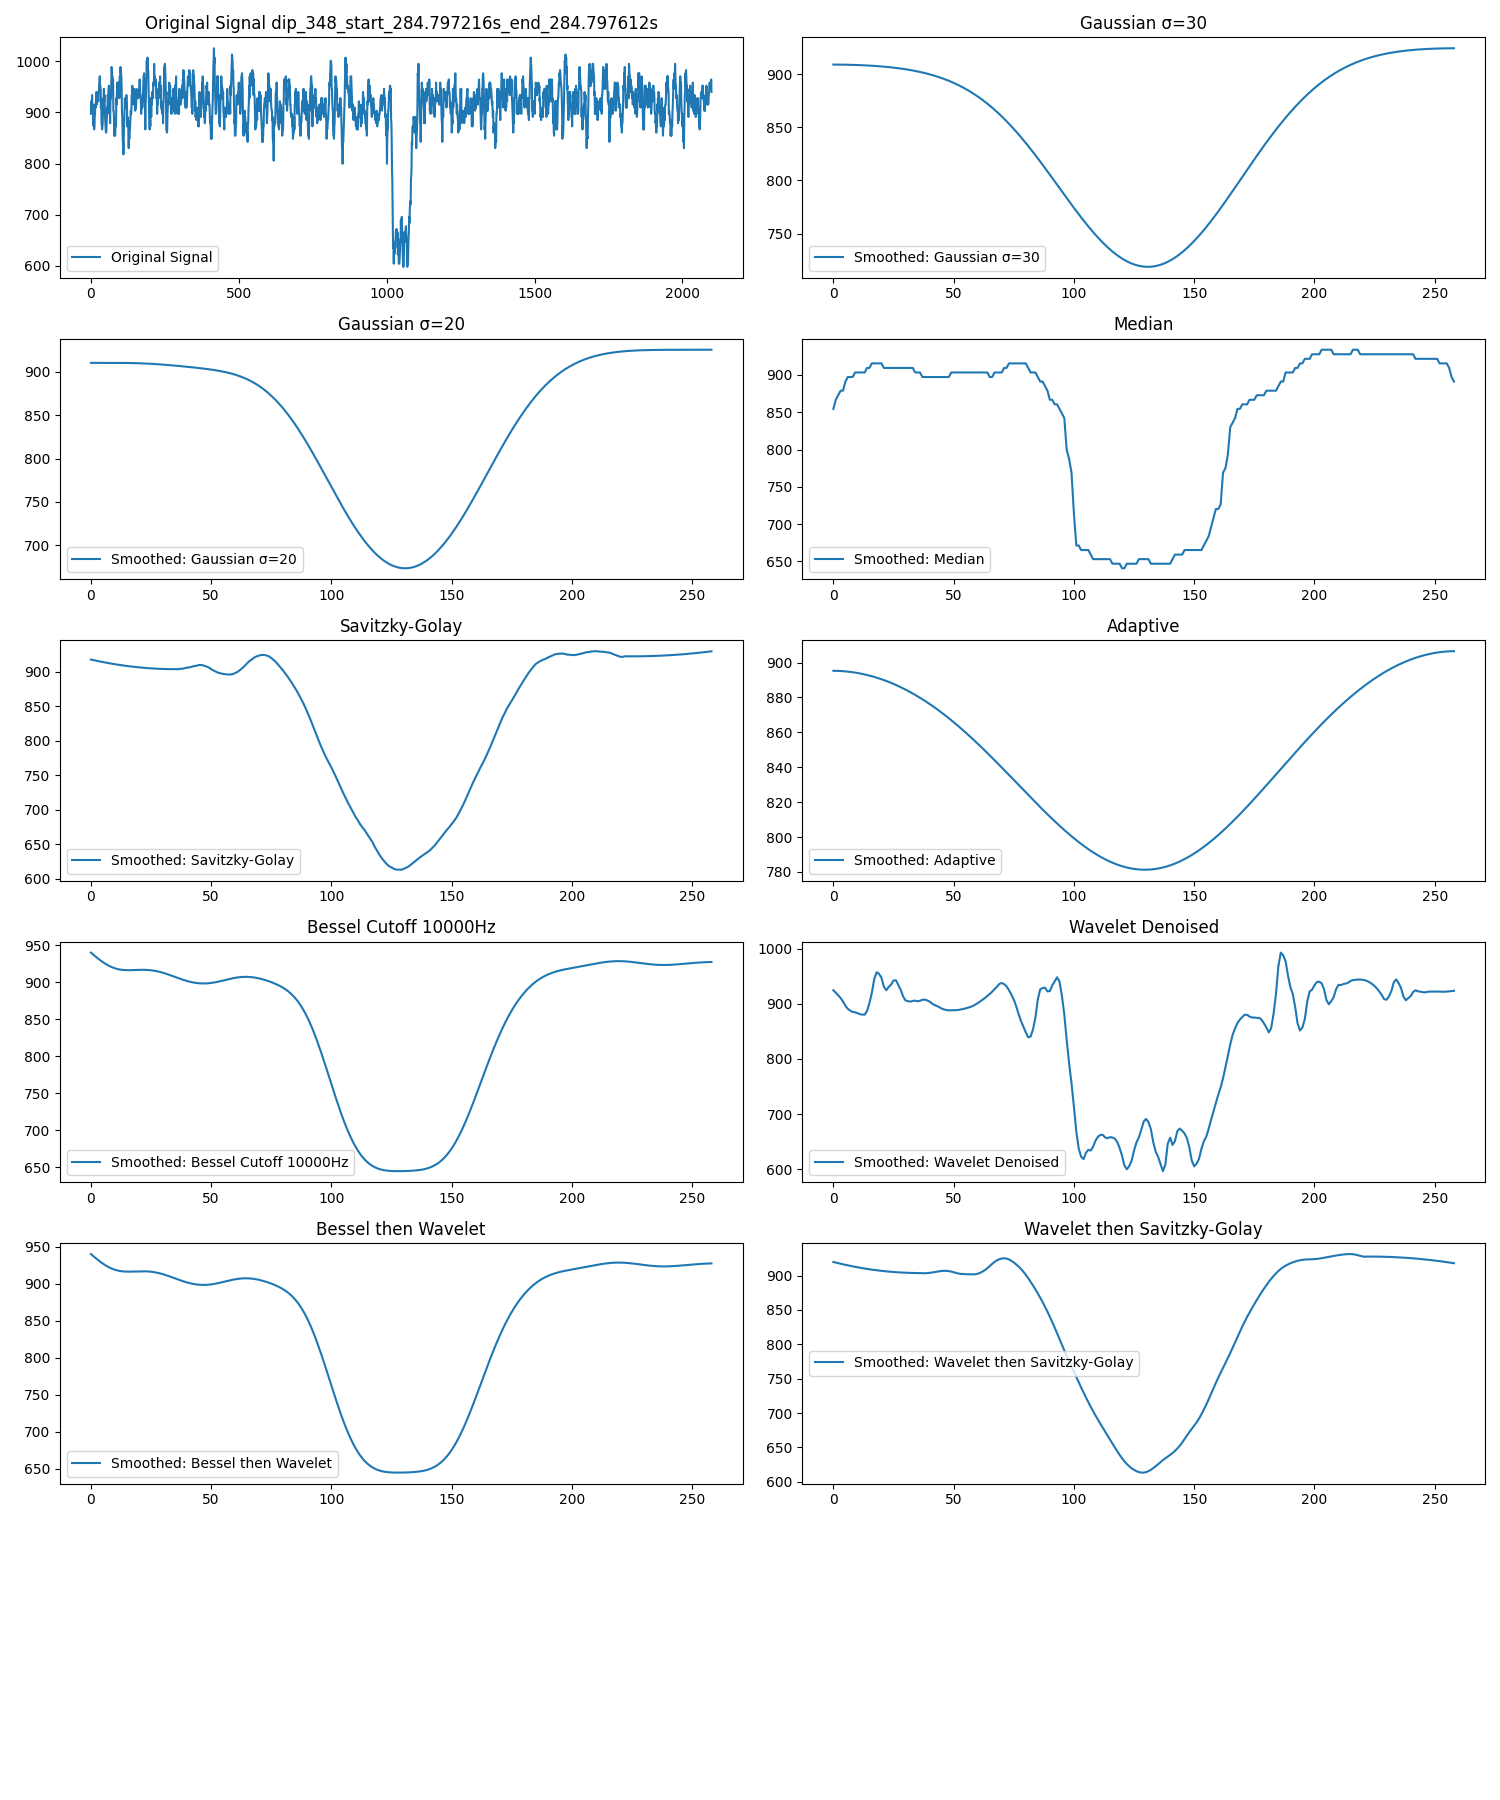 Original Signal dip_348_start_284.797216s_end_284.797612s
1000
900
800
700
600
Original Signal
0 500 1000 1500 2000
Gaussian σ=30
900
850
800
750
Smoothed: Gaussian σ=30
0 50 100 150 200 250
Gaussian σ=20
900
850
800
750
700
Smoothed: Gaussian σ=20
0 50 100 150 200 250
Median
900
850
800
750
700
650
Smoothed: Median
0 50 100 150 200 250
Savitzky-Golay
900
850
800
750
700
650
600
Smoothed: Savitzky-Golay
0 50 100 150 200 250
Adaptive
900
880
860
840
820
800
780
Smoothed: Adaptive
0 50 100 150 200 250
Bessel Cutoff 10000Hz
950
900
850
800
750
700
650
Smoothed: Bessel Cutoff 10000Hz
0 50 100 150 200 250
Wavelet Denoised
1000
900
800
700
600
Smoothed: Wavelet Denoised
0 50 100 150 200 250
Bessel then Wavelet
950
900
850
800
750
700
650
Smoothed: Bessel then Wavelet
0 50 100 150 200 250
Wavelet then Savitzky-Golay
900
850
800
750
700
650
600
Smoothed: Wavelet then Savitzky-Golay
0 50 100 150 200 250